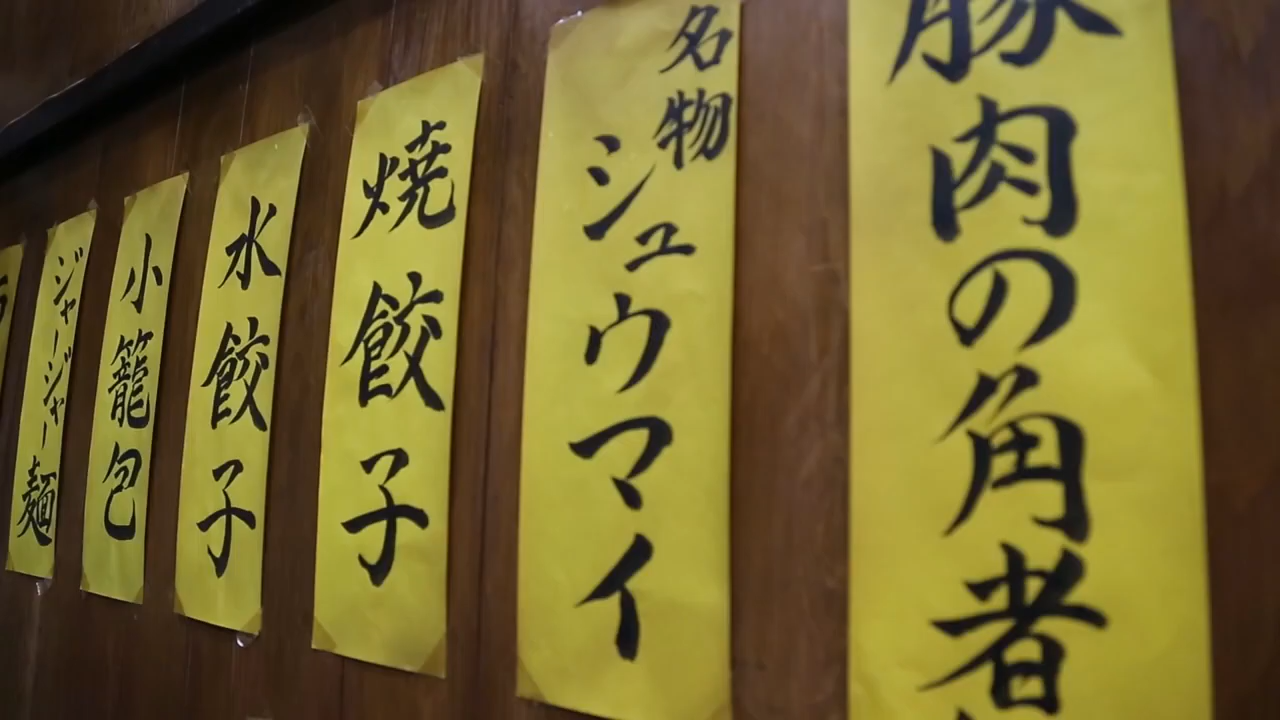 豚肉の角者
名物
シュウマイ
焼餃子
水餃子
小籠包
ジャージャー麺